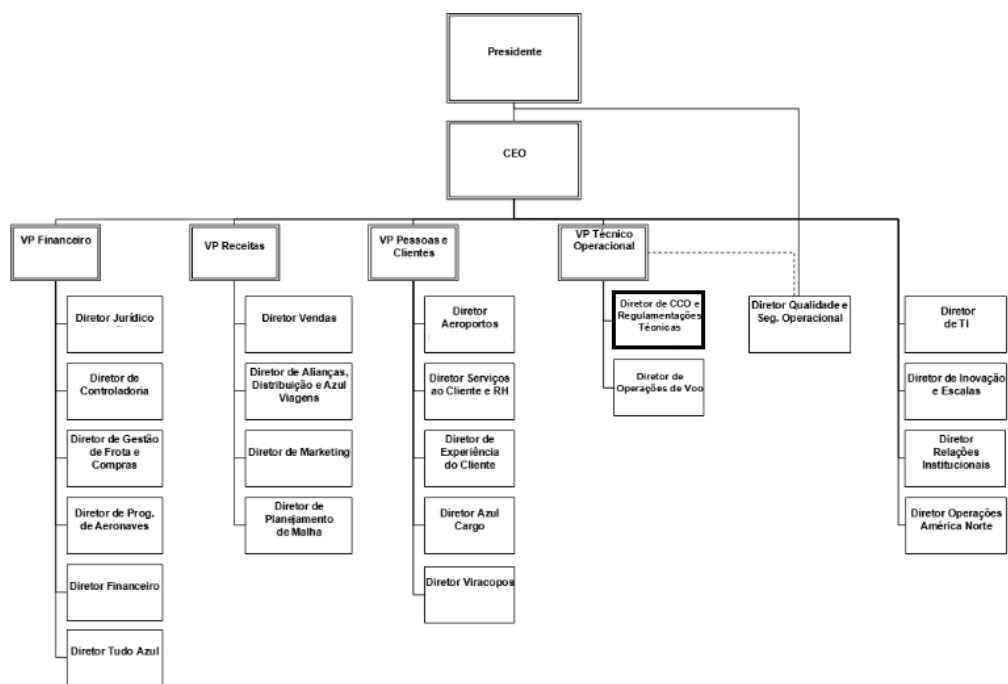 Presidente
CEO
VP Financeiro
VP Receitas
VP Pessoas e
Clientes
VP Técnico
Operacional
Diretor Jurídico
Diretor de
Controladoria
Diretor de Gestão
de Frota e
Compras
Diretor de Prog.
de Aeronaves
Diretor Financeiro
Diretor Tudo Azul
Diretor Vendas
Diretor de Alianças,
Distribuição e Azul
Viagens
Diretor de Marketing
Diretor de
Planejamento
de Malha
Diretor
Aeroportos
Diretor Serviços
ao Cliente e RH
Diretor de
Experiência
do Cliente
Diretor Azul
Cargo
Diretor Viracopos
Diretor de CCO e
Regulamentações
Técnicas
Diretor de
Operações de Voo
Diretor Qualidade e
Seg. Operacional
Diretor
de TI
Diretor de Inovação
e Escalas
Diretor
Relações
Institucionais
Diretor Operações
América Norte